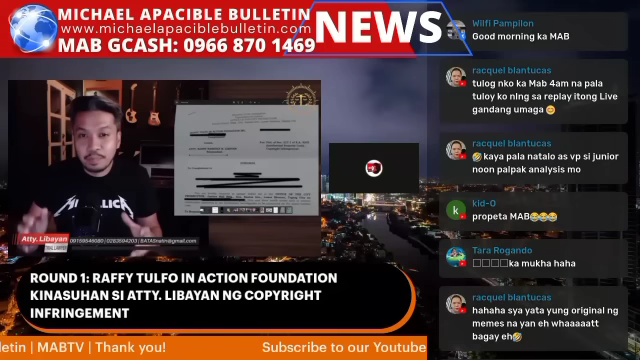 MICHAEL APACIBLE BULLETIN
www.michaelapaciblebulletin.com
MAB GCASH: 0966 870 1469
NEWS
Wilfi Pamplon
Good morning ka MAB
racquel blantucas
tulog nko ka Mab 4am na pala
tuloy ko ning sa replay itong Live
gandang umaga 😊
racquel blantucas
🤣 kaya pala natalo as vp si junior
noon palpak analysis mo
kid-O
propeta MAB😂😂😂
Tara Rogando
□□□□ka mukha haha
racquel blantucas
hahaha sya yata yung original ng
memes na yan eh whaaaaatt
bagay eh🤣
Atty. Libayan
ROUND 1: RAFFY TULFO IN ACTION FOUNDATION
KINASUHAN SI ATTY. LIBAYAN NG COPYRIGHT
INFRINGEMENT
letin | MABTV | Thank you!
Subscribe to our Youtube